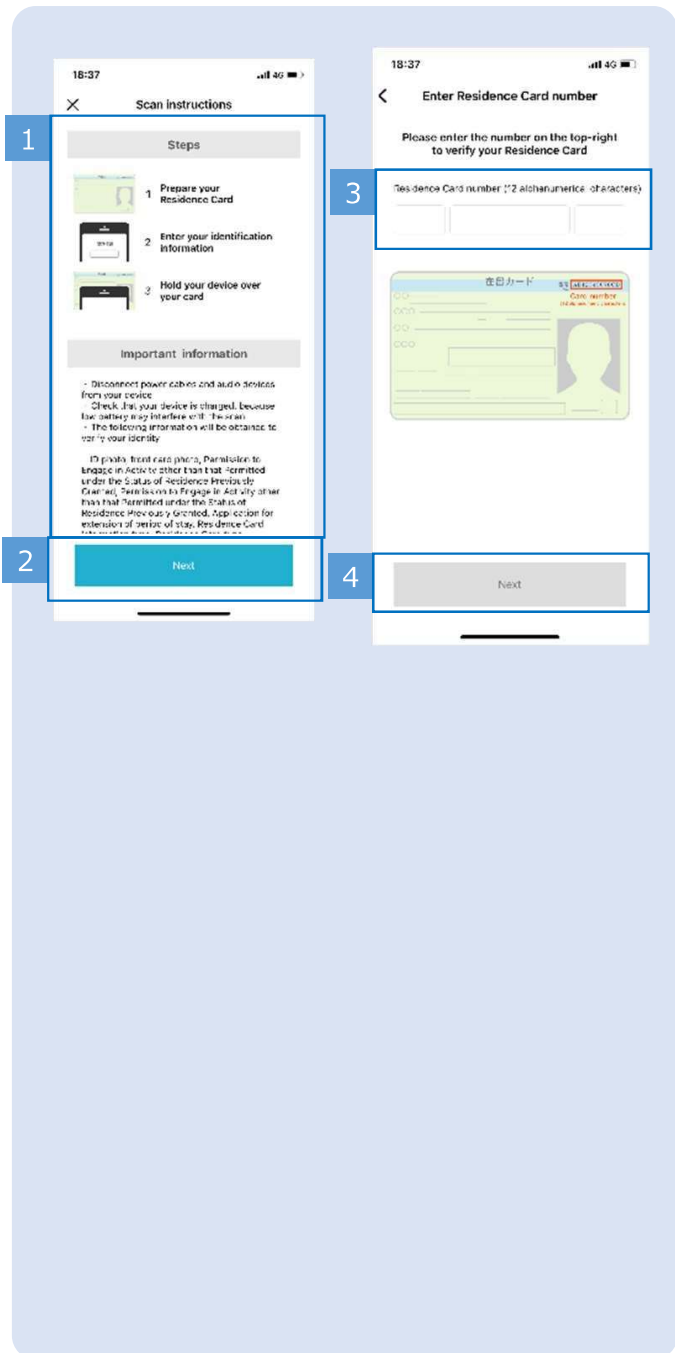 18:37
4G
Scan instructions
1
Steps
1 Prepare your
Residence Card
2 Enter your identification
information
3 Hold your device over
your card
Important information
・Disconnect power cables and audio devices
from your device
Check that your device is charged, because
low battery may interfere with the scan
・The following information will be obtained to
verify your identity
ID photo, front card photo, Permission to
Engage in Activity other than that Permitted
under the Status of Residence Previously
Granted, Permission to Engage in Activity other
than that Permitted under the Status of
Residence Previously Granted, Application for
extension of period of stay, Residence Card
2
Next
18:37
4G
Enter Residence Card number
Please enter the number on the top-right
to verify your Residence Card
3
Residence Card number (12 alphanumerical characters)
在留カード
Card number
4
Next